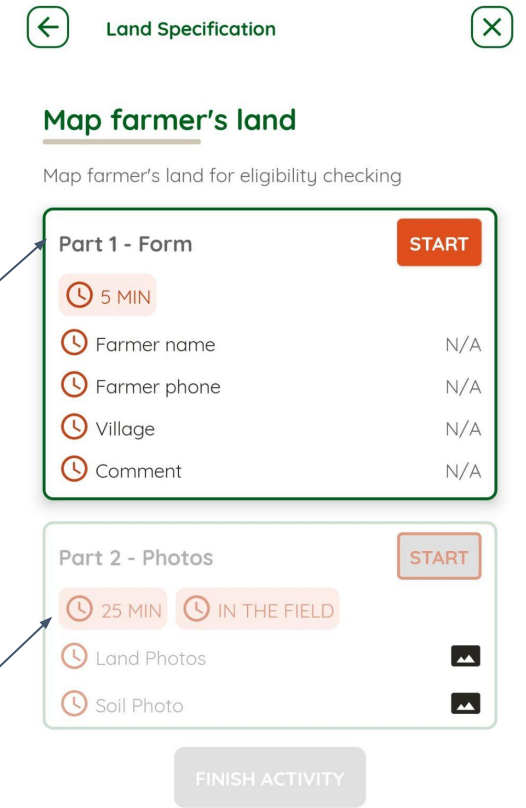 Land Specification
Map farmer's land
Map farmer's land for eligibility checking
Part 1 - Form
START
5 MIN
Farmer name N/A
Farmer phone N/A
Village N/A
Comment N/A
Part 2 - Photos
START
25 MIN IN THE FIELD
Land Photos
Soil Photo
FINISH ACTIVITY